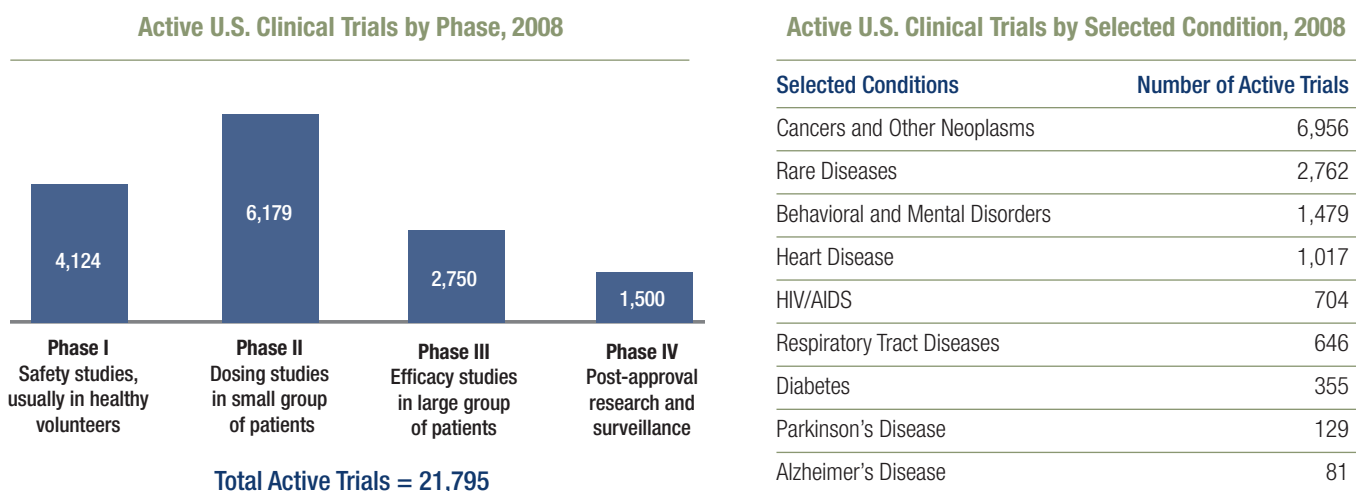 Active U.S. Clinical Trials by Phase, 2008
4,124
6,179
2,750
1,500
Phase I
Safety studies,
usually in healthy
volunteers
Phase II
Dosing studies
in small group
of patients
Phase III
Efficacy studies
in large group
of patients
Phase IV
Post-approval
research and
surveillance
Total Active Trials = 21,795
Active U.S. Clinical Trials by Selected Condition, 2008
Selected Conditions Number of Active Trials
Cancers and Other Neoplasms 6,956
Rare Diseases 2,762
Behavioral and Mental Disorders 1,479
Heart Disease 1,017
HIV/AIDS 704
Respiratory Tract Diseases 646
Diabetes 355
Parkinson’s Disease 129
Alzheimer’s Disease 81